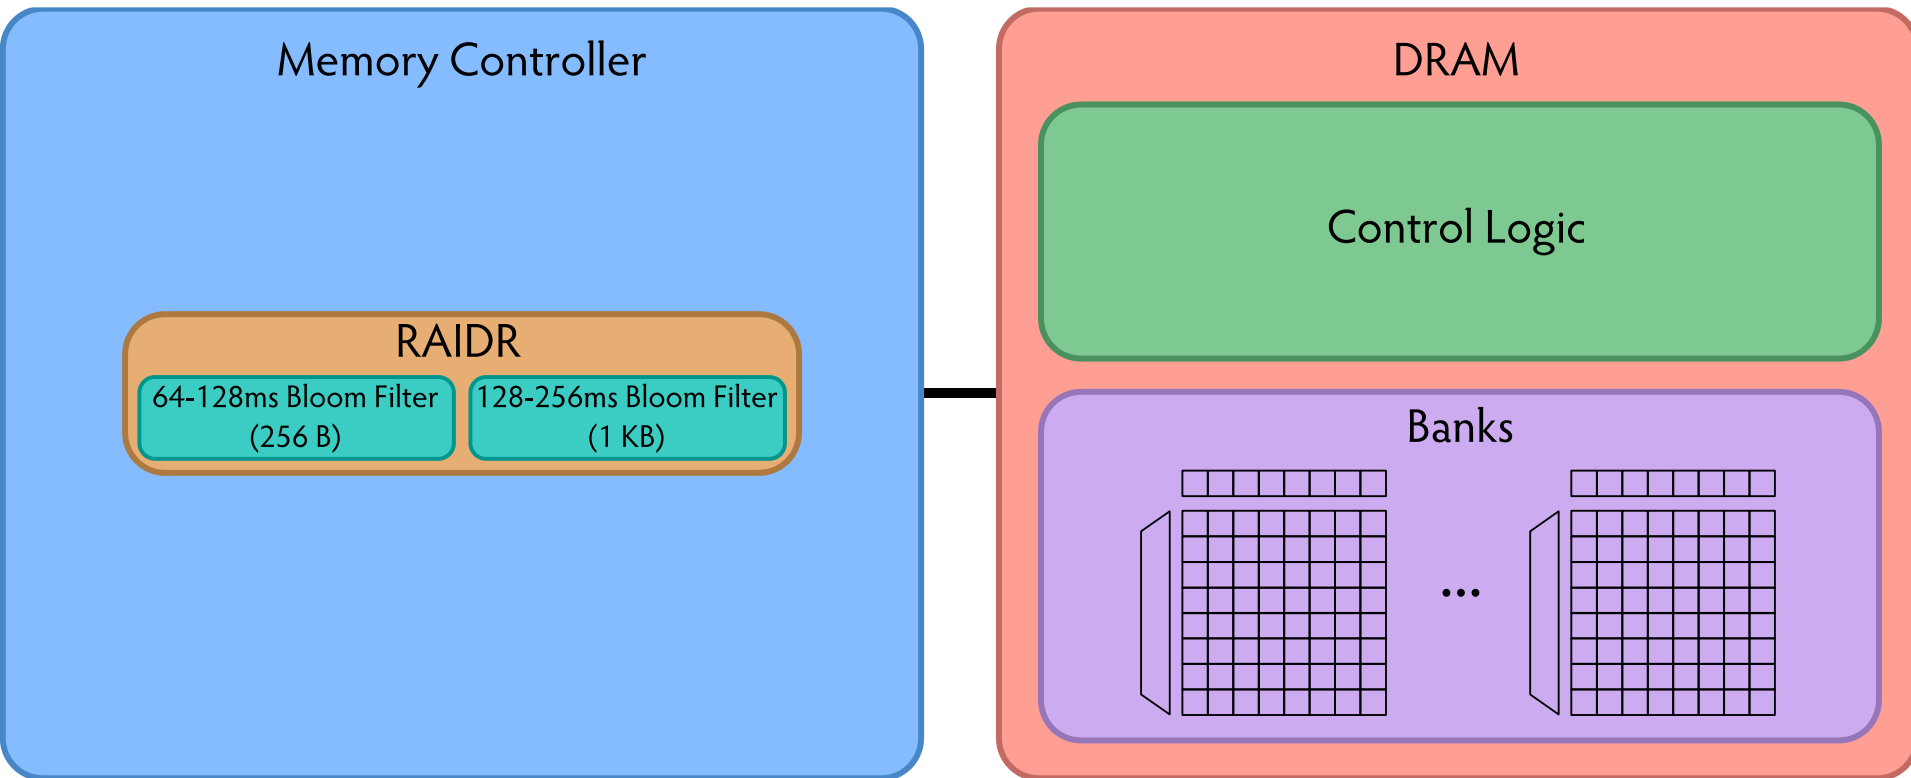 Memory Controller
RAIDR
64-128ms Bloom Filter
(256 B)
128-256ms Bloom Filter
(1 KB)
DRAM
Control Logic
Banks
...